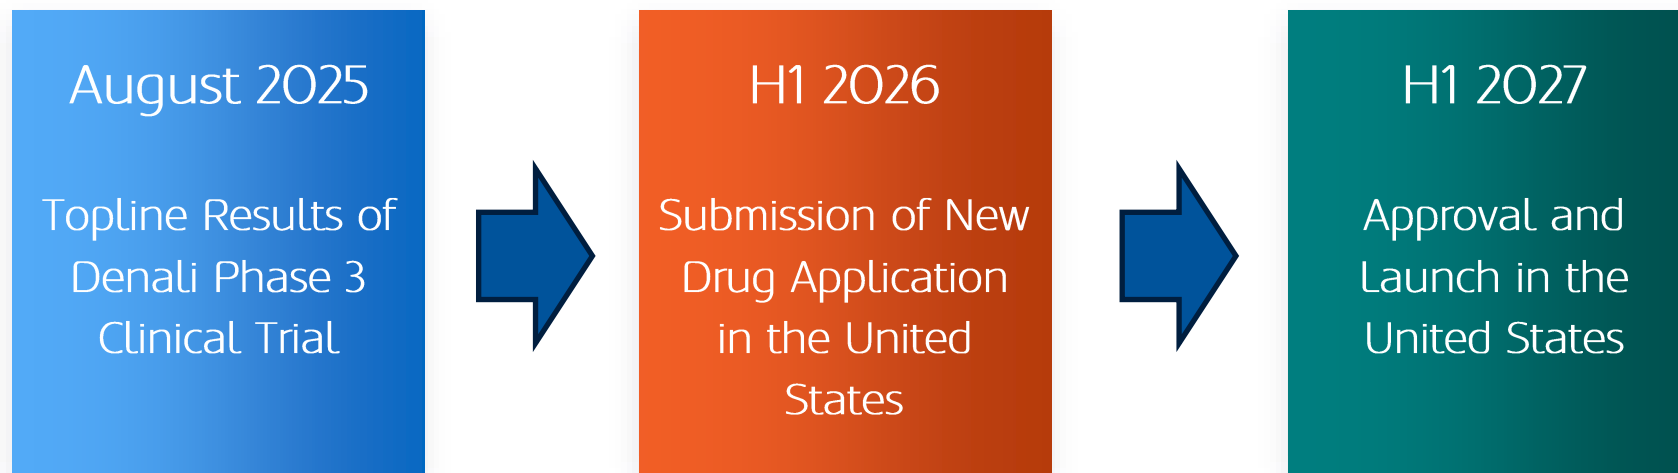 August 2025
Topline Results of
Denali Phase 3
Clinical Trial
H1 2026
Submission of New
Drug Application
in the United
States
H1 2027
Approval and
Launch in the
United States